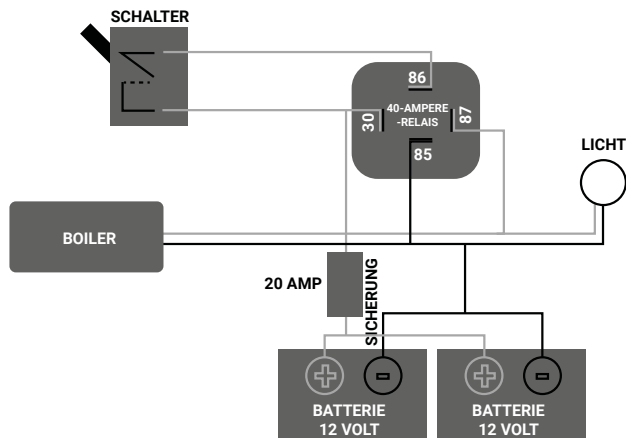 SCHALTER
86
40-AMPERE
-RELAIS
30
87
85
LICHT
BOILER
20 AMP
SICHERUNG
BATTERIE
12 VOLT
BATTERIE
12 VOLT